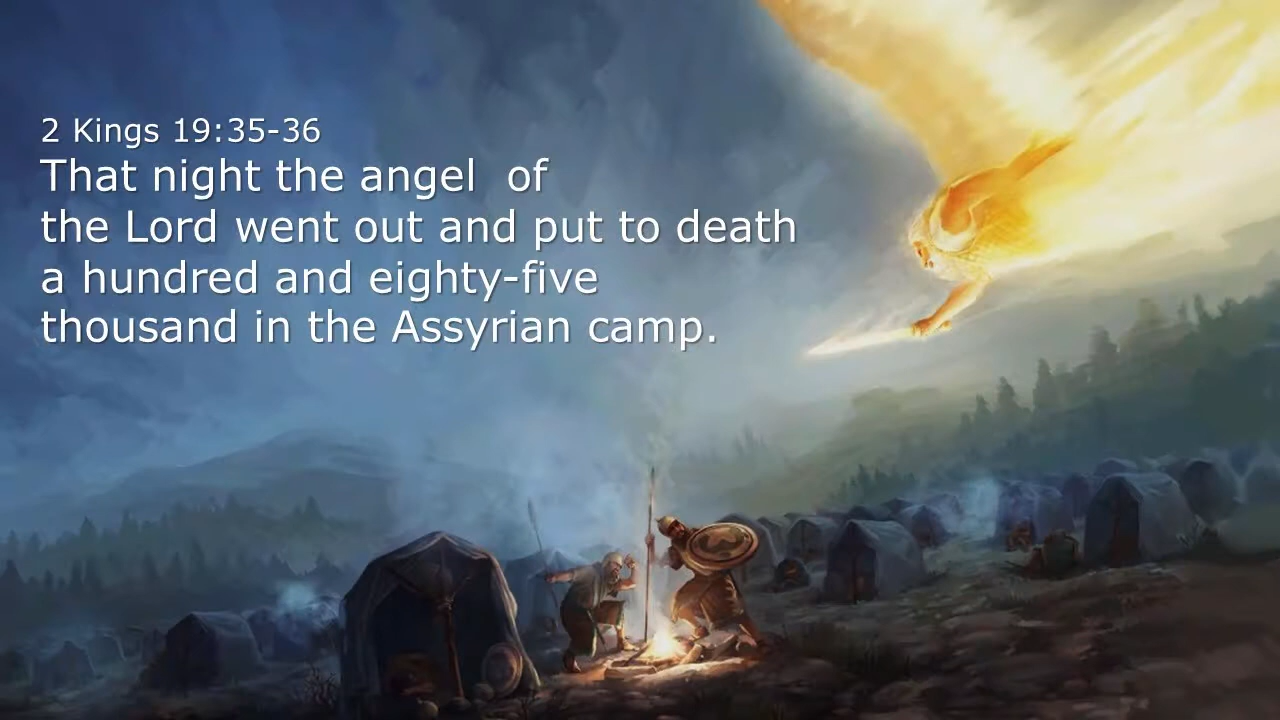 2 Kings 19:35-36
That night the angel  of
the Lord went out and put to death
a hundred and eighty-five
thousand in the Assyrian camp.